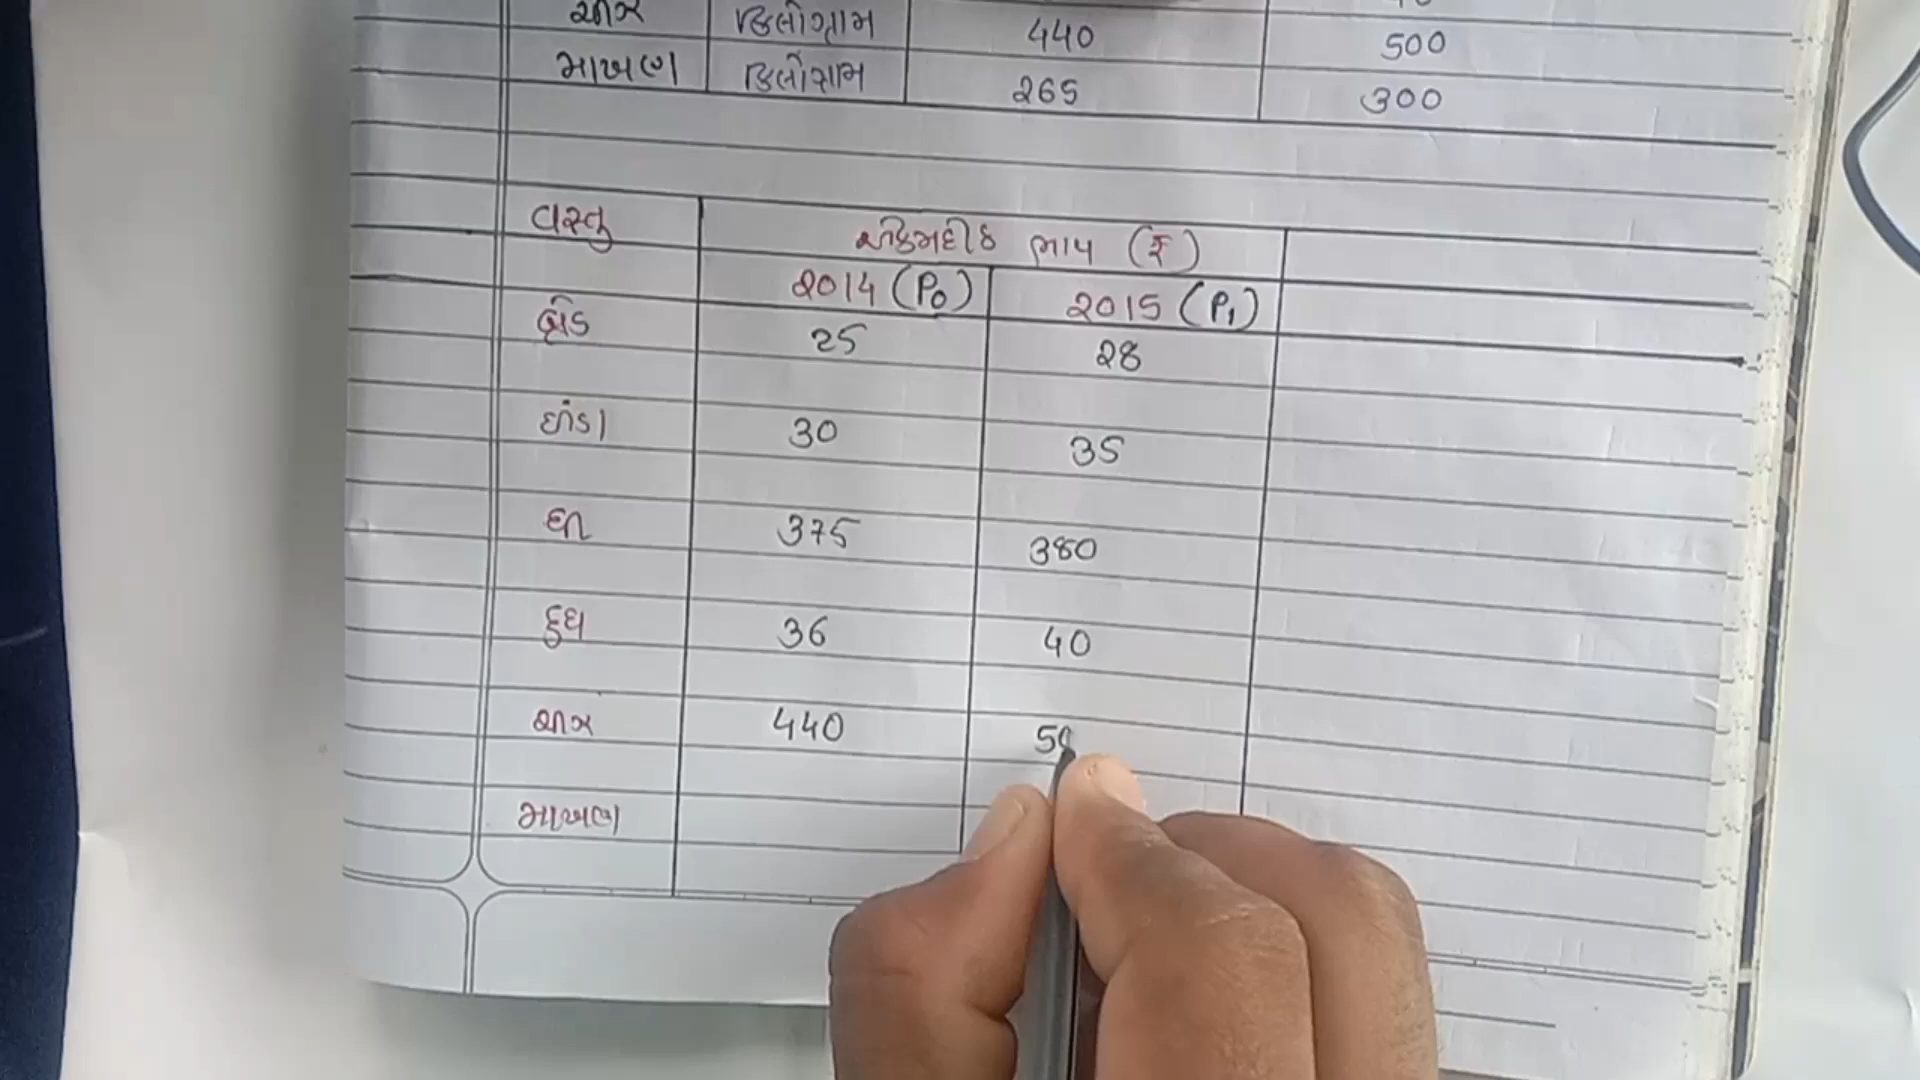 ચીઝ કિલોગ્રામ 440 500
માખણ કિલોગ્રામ 265 300
વસ્તુ એકમદીઠ ભાવ (₹)
2014 (P0) 2015 (P1)
બ્રેડ 25 28
ઈંડા 30 35
ઘી 375 380
દુધ 36 40
ચીઝ 440 50
માખણ